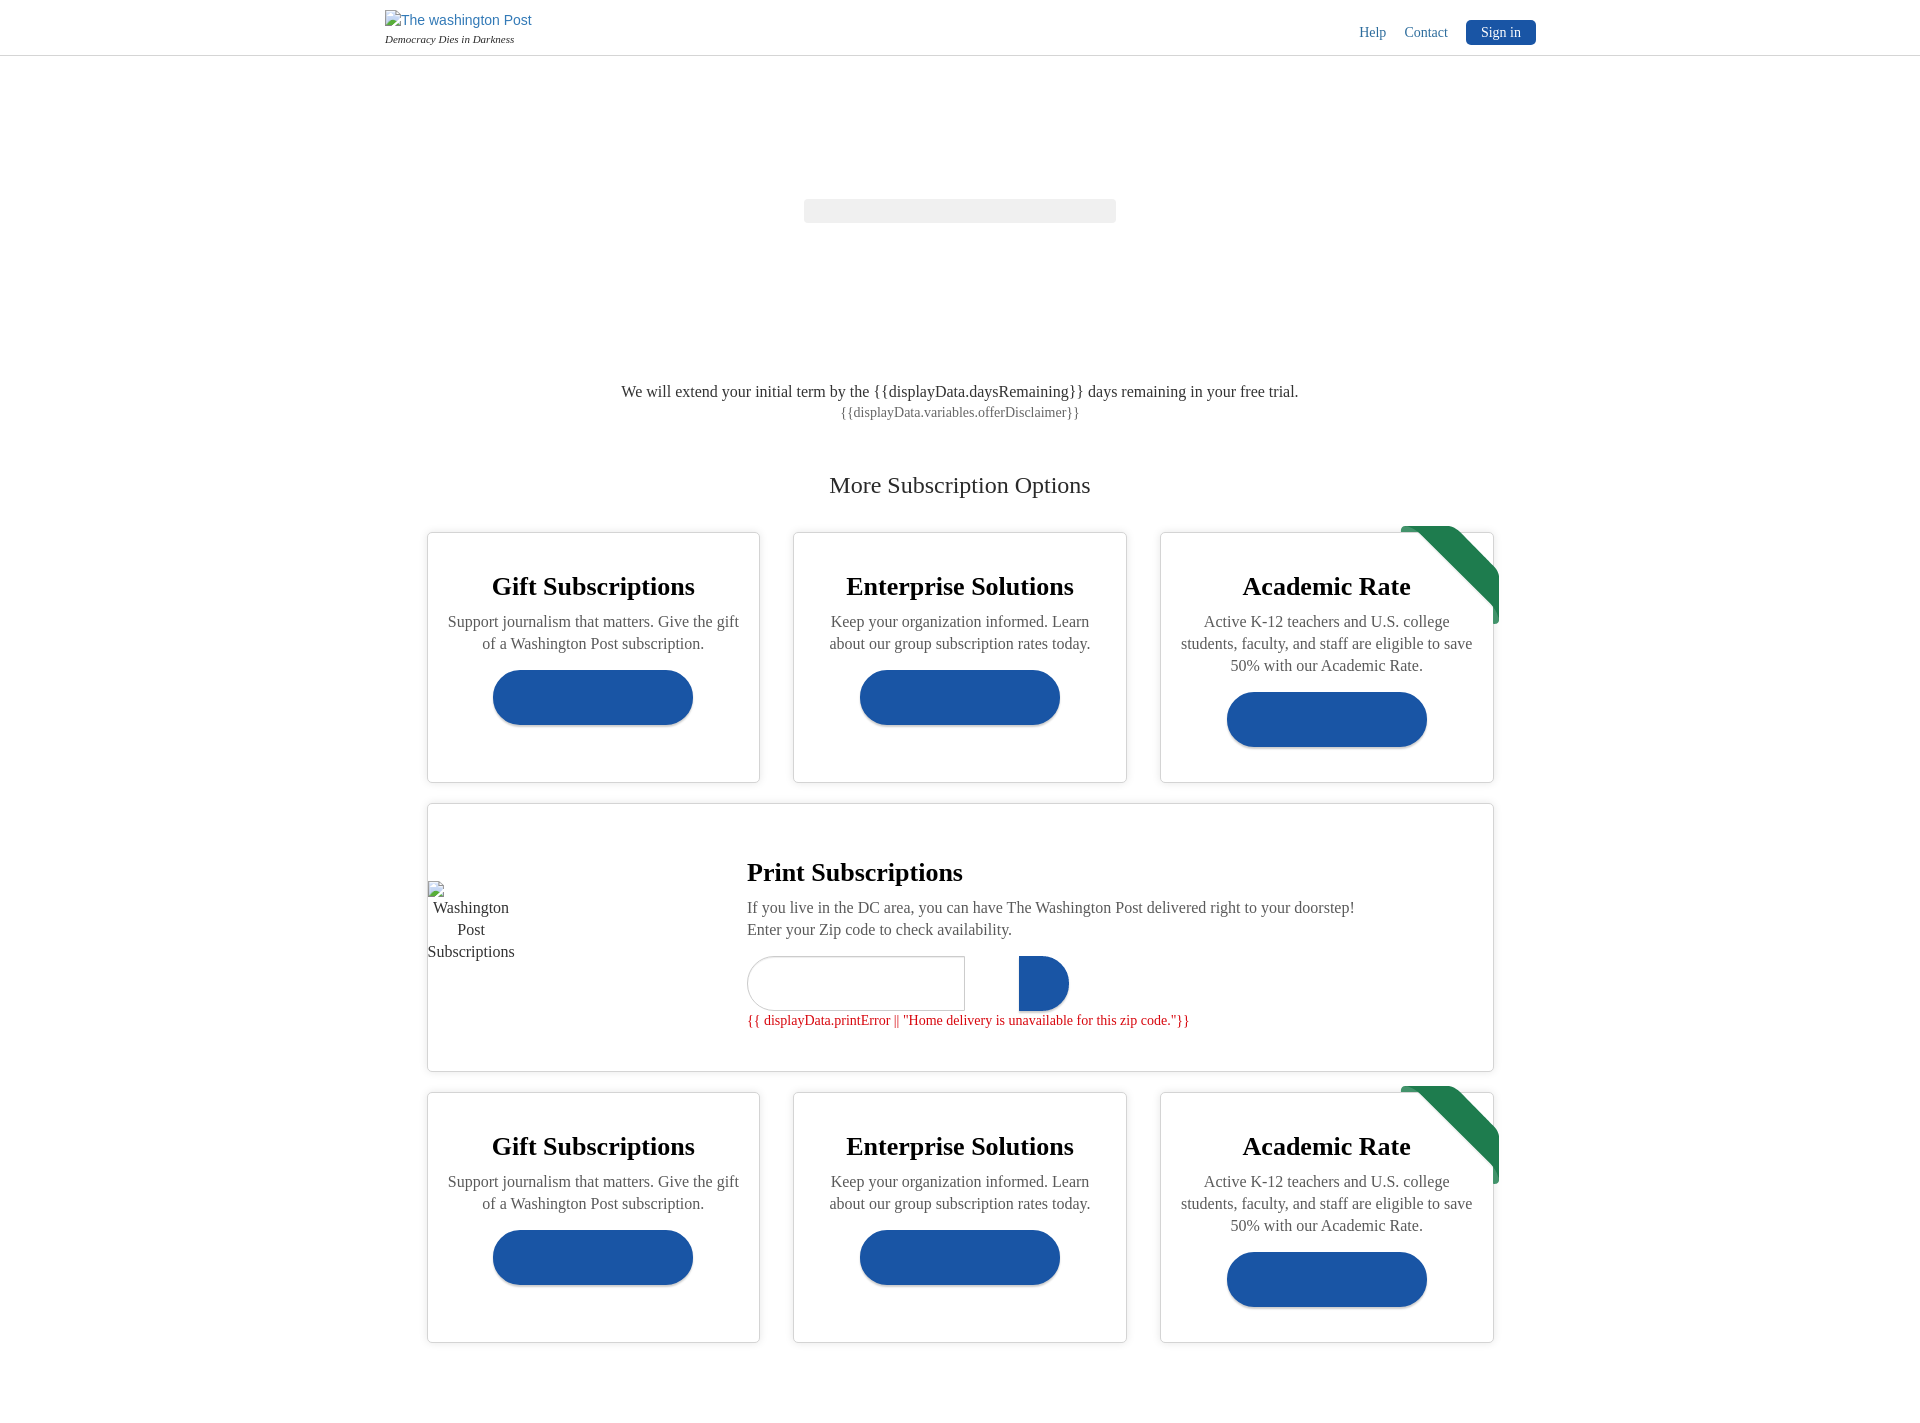 The washington Post
Democracy Dies in Darkness
Help Contact Sign in
We will extend your initial term by the {{displayData.daysRemaining}} days remaining in your free trial.
{{displayData.variables.offerDisclaimer}}
More Subscription Options
Gift Subscriptions
Support journalism that matters. Give the gift
of a Washington Post subscription.
Enterprise Solutions
Keep your organization informed. Learn
about our group subscription rates today.
Academic Rate
Active K-12 teachers and U.S. college
students, faculty, and staff are eligible to save
50% with our Academic Rate.
Washington
Post
Subscriptions
Print Subscriptions
If you live in the DC area, you can have The Washington Post delivered right to your doorstep!
Enter your Zip code to check availability.
{{ displayData.printError || "Home delivery is unavailable for this zip code."}}
Gift Subscriptions
Support journalism that matters. Give the gift
of a Washington Post subscription.
Enterprise Solutions
Keep your organization informed. Learn
about our group subscription rates today.
Academic Rate
Active K-12 teachers and U.S. college
students, faculty, and staff are eligible to save
50% with our Academic Rate.